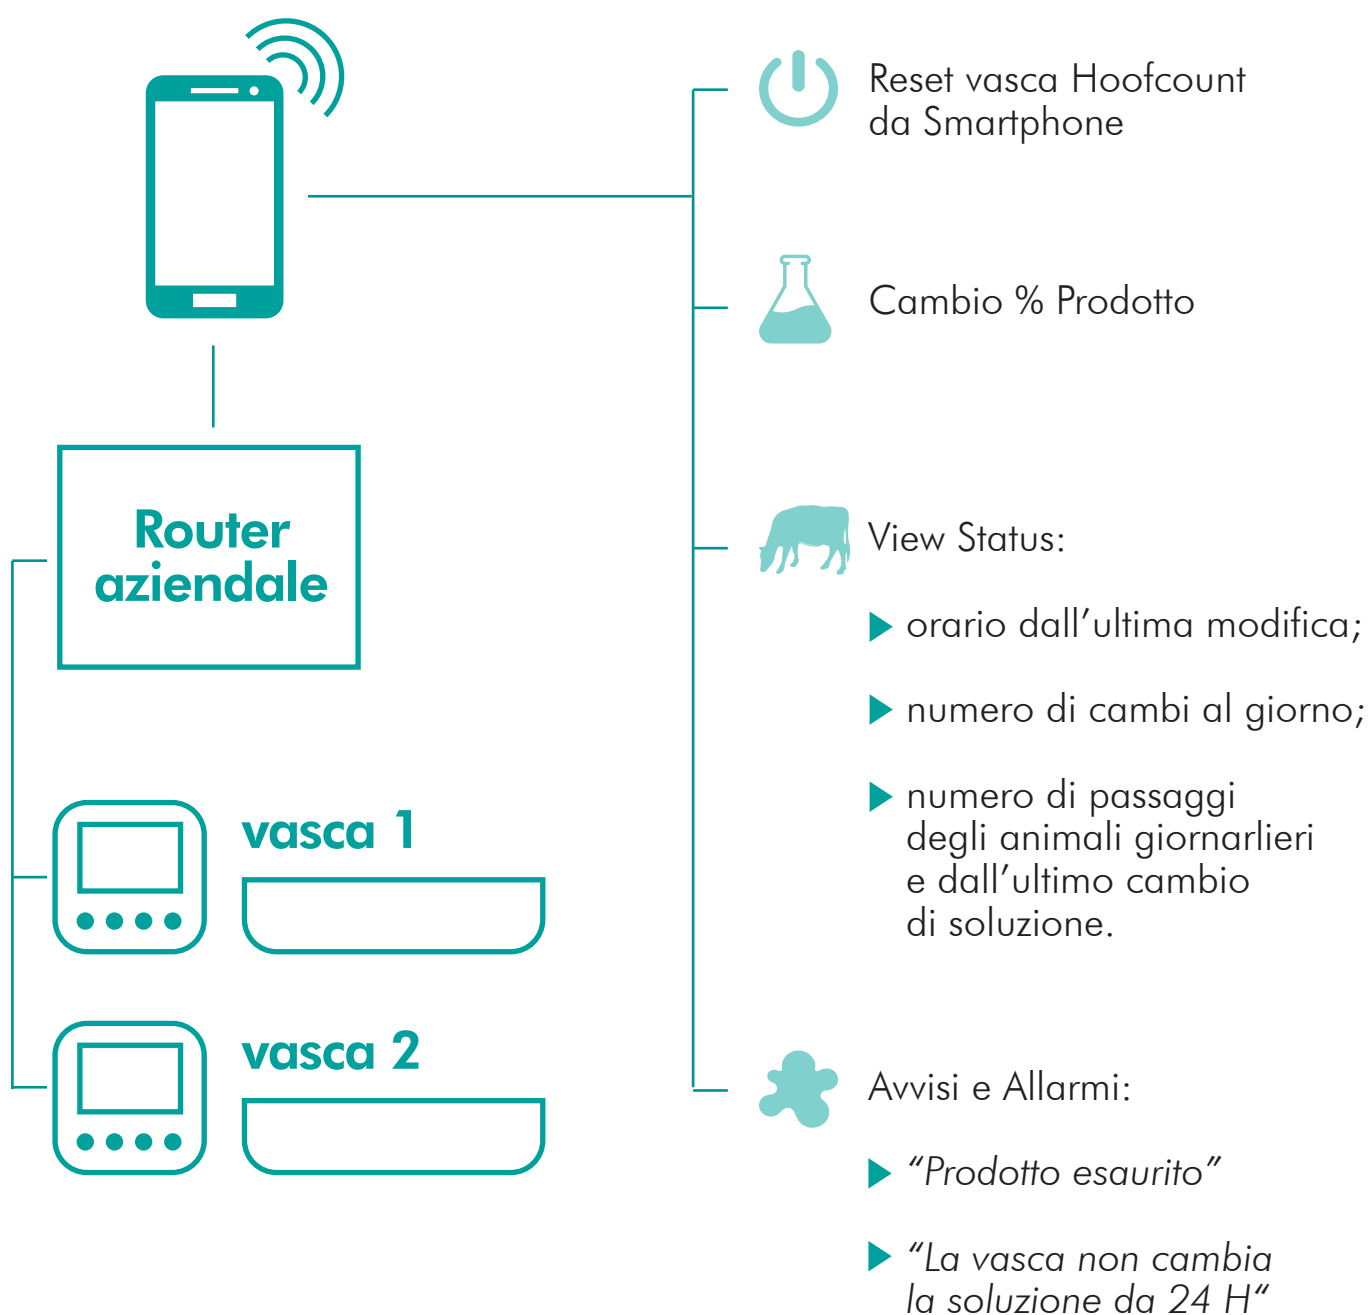 Router
aziendale
vasca 1
vasca 2
Reset vasca Hoofcount
da Smartphone
Cambio % Prodotto
View Status:
orario dall'ultima modifica;
numero di cambi al giorno;
numero di passaggi
degli animali giornarlieri
e dall'ultimo cambio
di soluzione.
Avvisi e Allarmi:
"Prodotto esaurito"
"La vasca non cambia
la soluzione da 24 H"